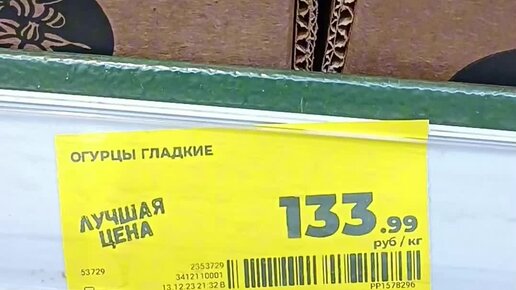 ОГУРЦЫ ГЛАДКИЕ
ЛУЧШАЯ
ЦЕНА
133.99
руб / кг
53729
2353729
3412110001
13.12.23 21:32 В
PP1578296